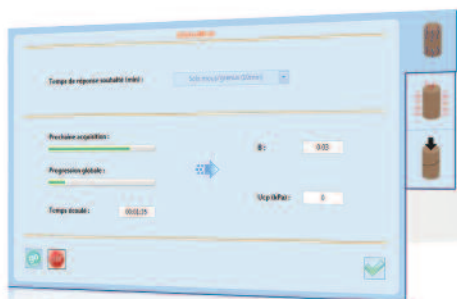 Temps de réponse souhaité (min) :
Prochaine acquisition :
B : 0.03
Progression globale :
Temps écoulé : 00:01:25
Ucp (kPa) : 0